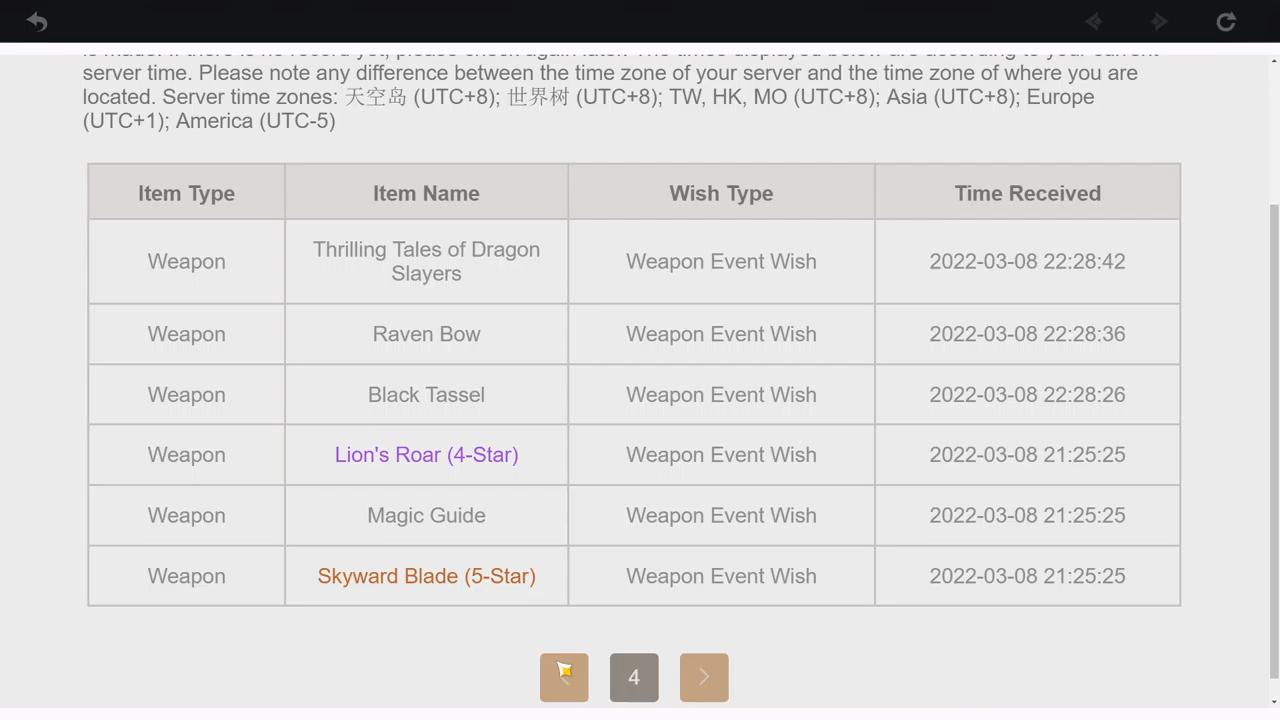 server time. Please note any difference between the time zone of your server and the time zone of where you are
located. Server time zones: 天空岛 (UTC+8); 世界树 (UTC+8); TW, HK, MO (UTC+8); Asia (UTC+8); Europe
(UTC+1); America (UTC-5)
Item Type Item Name Wish Type Time Received
Weapon Thrilling Tales of Dragon Slayers Weapon Event Wish 2022-03-08 22:28:42
Weapon Raven Bow Weapon Event Wish 2022-03-08 22:28:36
Weapon Black Tassel Weapon Event Wish 2022-03-08 22:28:26
Weapon Lion's Roar (4-Star) Weapon Event Wish 2022-03-08 21:25:25
Weapon Magic Guide Weapon Event Wish 2022-03-08 21:25:25
Weapon Skyward Blade (5-Star) Weapon Event Wish 2022-03-08 21:25:25
4